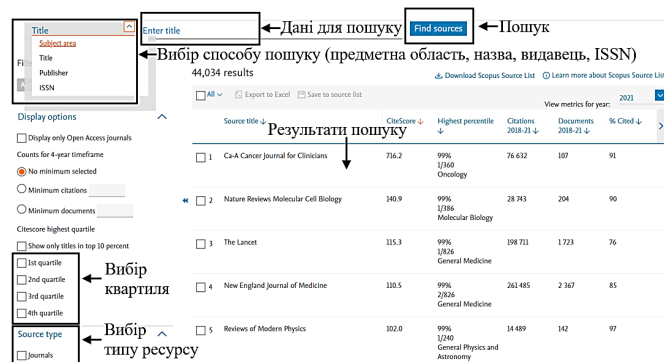 Title
Enter title
Дані для пошуку
Find sources
Пошук
Subject area
Title
Publisher
ISSN
Вибір способу пошуку (предметна область, назва, видавець, ISSN)
44,034 results
Download Scopus Source List
Learn more about Scopus Source List
All
Export to Excel
Save to source list
View metrics for year:
2021
Display options
Display only Open Access journals
Counts for 4-year timeframe
No minimum selected
Minimum citations
Minimum documents
Citescore highest quartile
Show only titles in top 10 percent
1st quartile
2nd quartile
3rd quartile
4th quartile
Вибір
квартиля
Source type
Journals
Вибір
типу ресурсу
Source title ↓ CiteScore ↓ Highest percentile ↓ Citations 2018-21 ↓ Documents 2018-21 ↓ % Cited ↓
Результати пошуку
1 Ca-A Cancer Journal for Clinicians 716.2 99% 76 632 107 91
1/360
Oncology
2 Nature Reviews Molecular Cell Biology 140.9 99% 28 743 204 90
1/386
Molecular Biology
3 The Lancet 115.3 99% 198 711 1 723 76
1/826
General Medicine
4 New England Journal of Medicine 110.5 99% 261 485 2 367 85
2/826
General Medicine
5 Reviews of Modern Physics 102.0 99% 14 489 142 97
1/240
General Physics and
Astronomy